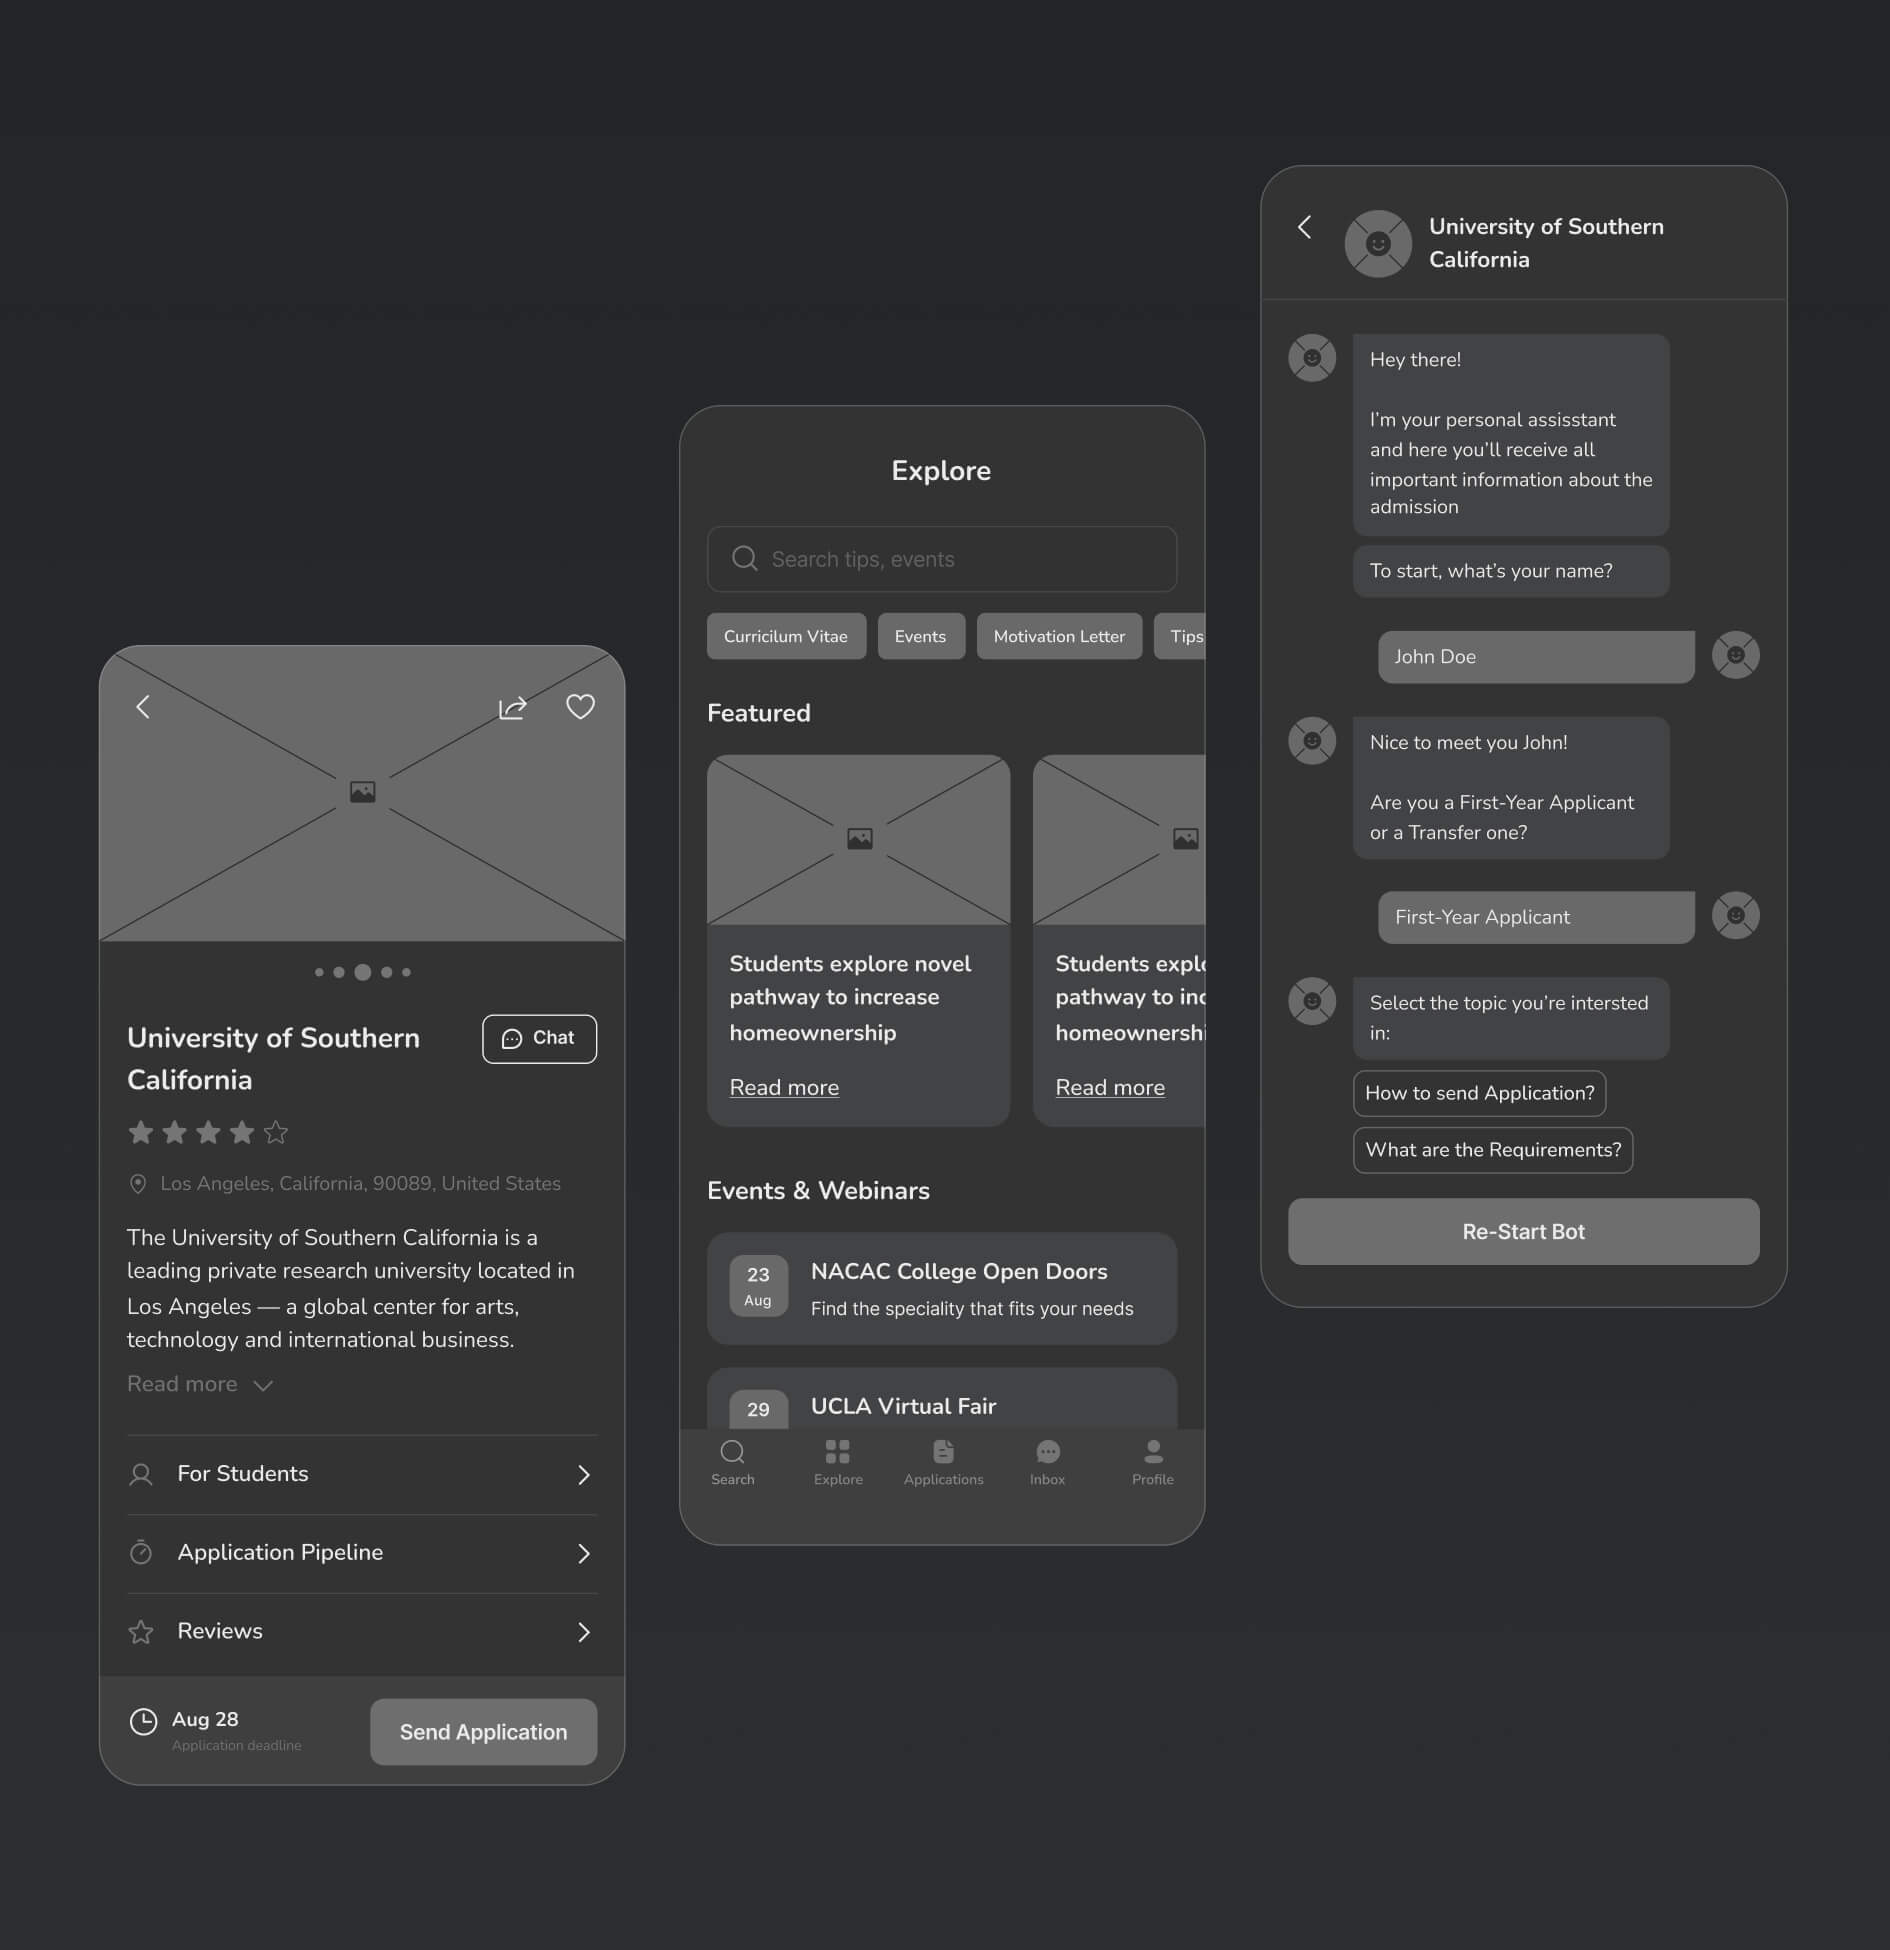 University of Southern
California
Chat
Los Angeles, California, 90089, United States
The University of Southern California is a
leading private research university located in
Los Angeles — a global center for arts,
technology and international business.
Read more
For Students
Application Pipeline
Reviews
Aug 28
Application deadline
Send Application
Explore
Search tips, events
Curricilum Vitae
Events
Motivation Letter
Tips
Featured
Students explore novel
pathway to increase
homeownership
Read more
Students explo
pathway to inc
homeownershi
Read more
Events & Webinars
23
Aug
NACAC College Open Doors
Find the speciality that fits your needs
29
UCLA Virtual Fair
Search
Explore
Applications
Inbox
Profile
University of Southern
California
Hey there!
I'm your personal assisstant
and here you'll receive all
important information about the
admission
To start, what's your name?
John Doe
Nice to meet you John!
Are you a First-Year Applicant
or a Transfer one?
First-Year Applicant
Select the topic you're intersted
in:
How to send Application?
What are the Requirements?
Re-Start Bot